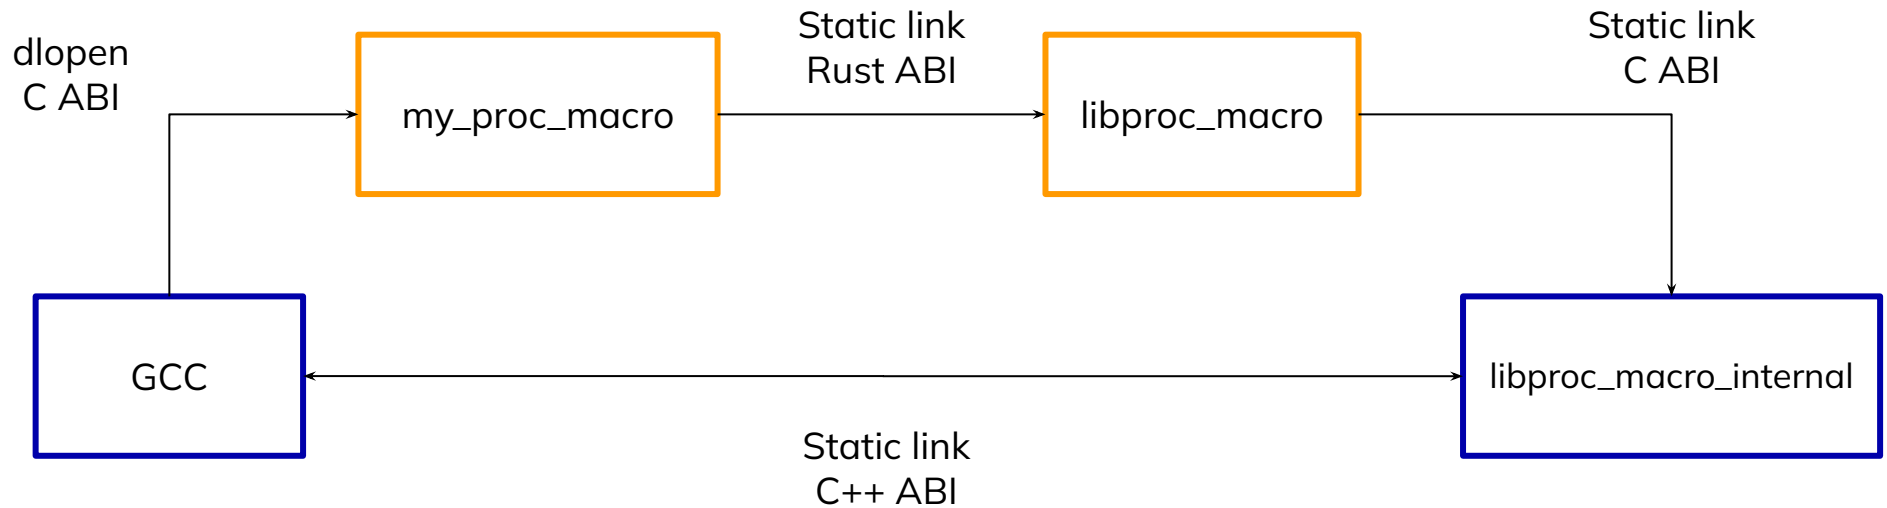 dlopen
C ABI
my_proc_macro
Static link
Rust ABI
libproc_macro
Static link
C ABI
GCC
Static link
C++ ABI
libproc_macro_internal